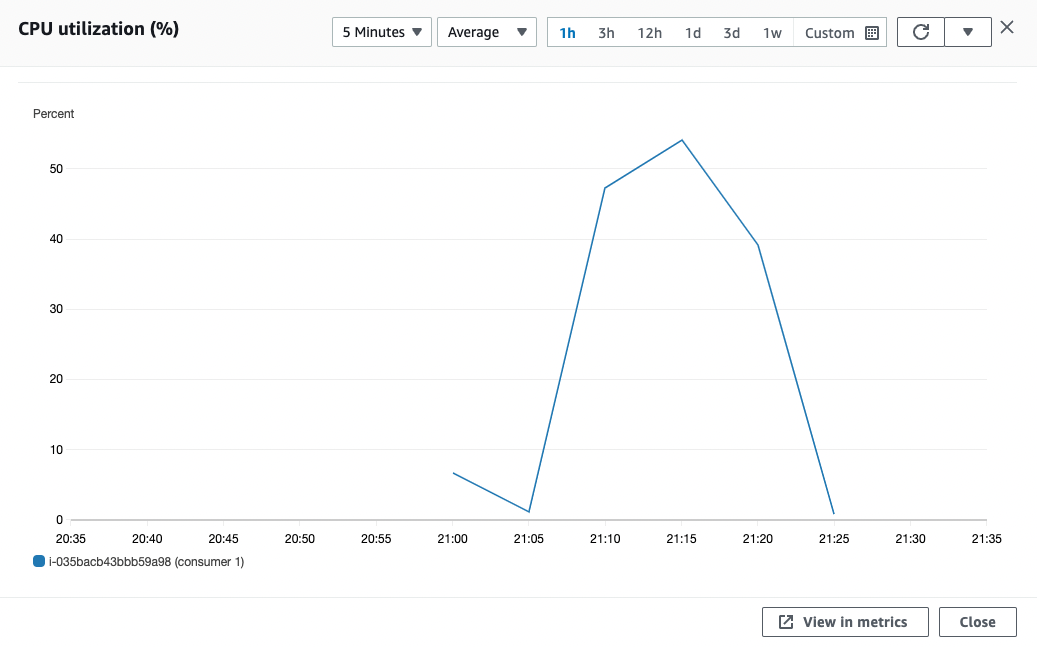 CPU utilization (%)
5 Minutes
Average
1h 3h 12h 1d 3d 1w Custom
Percent
50
40
30
20
10
0
20:35 20:40 20:45 20:50 20:55 21:00 21:05 21:10 21:15 21:20 21:25 21:30 21:35
i-035bacb43bbb59a98 (consumer 1)
View in metrics
Close